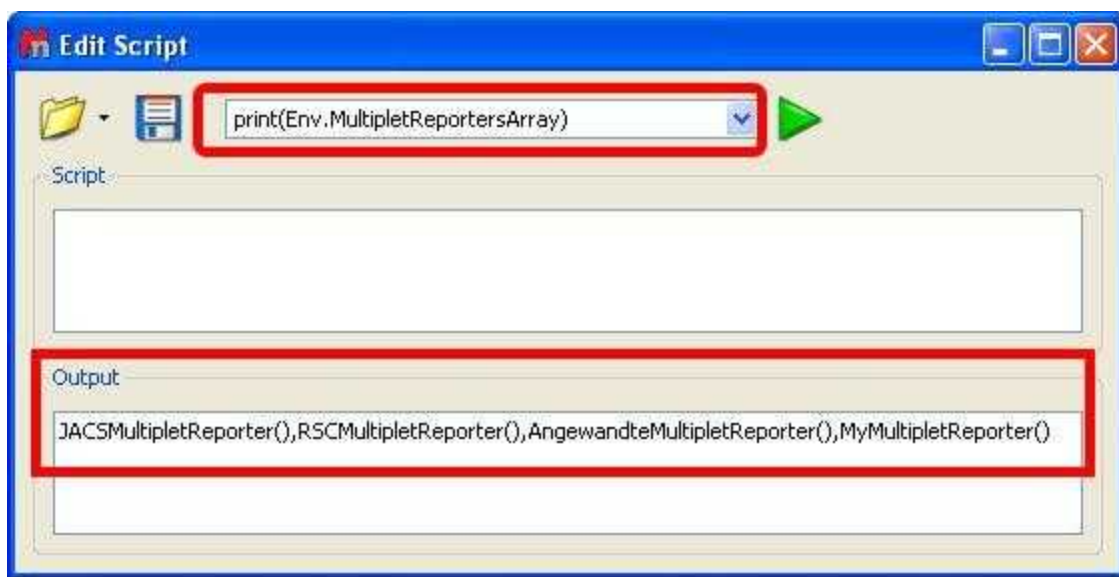 Edit Script
print(Env.MultipletReportersArray)
Script
Output
JACSMultipletReporter(),RSCMultipletReporter(),AngewandteMultipletReporter(),MyMultipletReporter()